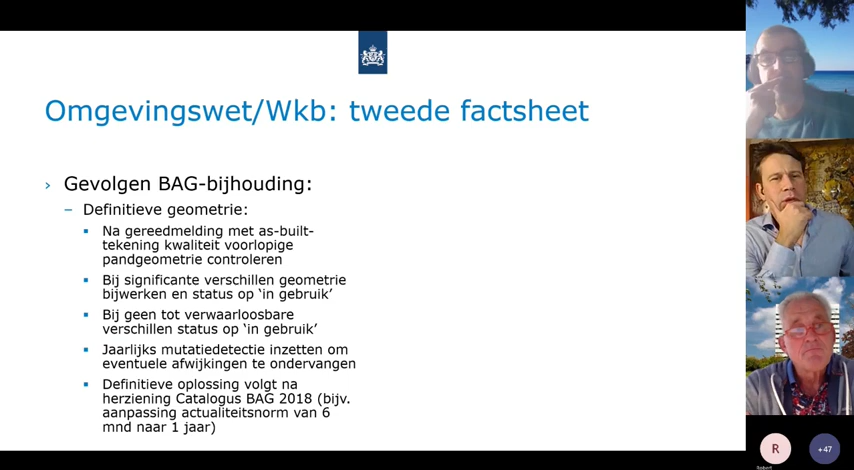 Omgevingswet/Wkb: tweede factsheet
› Gevolgen BAG-bijhouding:
– Definitieve geometrie:
▪ Na gereedmelding met as-built-
tekening kwaliteit voorlopige
pandgeometrie controleren
▪ Bij significante verschillen geometrie
bijwerken en status op ‘in gebruik’
▪ Bij geen tot verwaarloosbare
verschillen status op ‘in gebruik’
▪ Jaarlijks mutatiedetectie inzetten om
eventuele afwijkingen te ondervangen
▪ Definitieve oplossing volgt na
herziening Catalogus BAG 2018 (bijv.
aanpassing actualiteitsnorm van 6
mnd naar 1 jaar)
R
+47